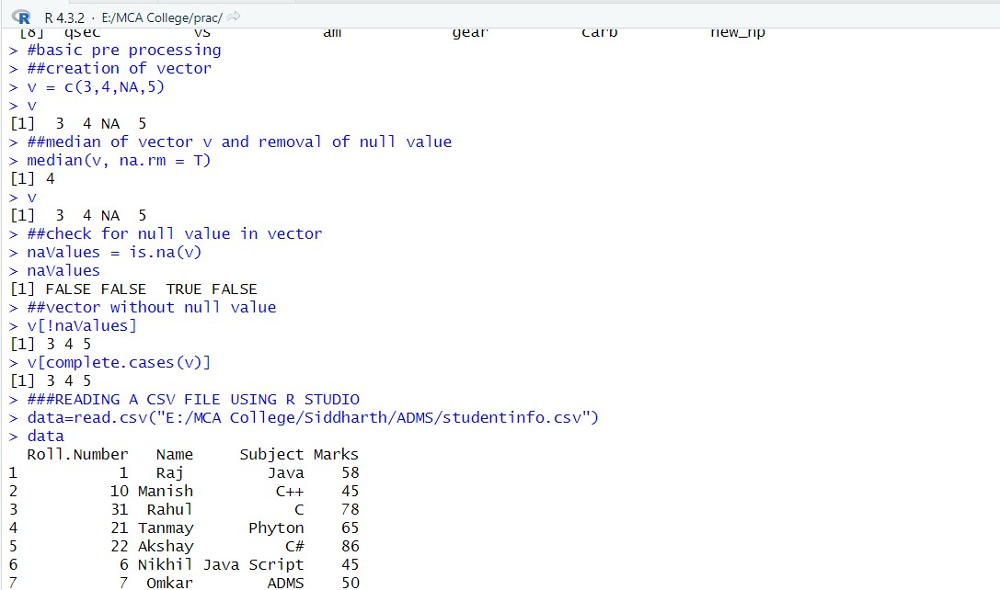 R 4.3.2 · E:/MCA College/prac/
[8] qsec vs am gear carb new_hp
> #basic pre processing
> ##creation of vector
> v = c(3,4,NA,5)
> v
[1]  3  4 NA  5
> ##median of vector v and removal of null value
> median(v, na.rm = T)
[1] 4
> v
[1]  3  4 NA  5
> ##check for null value in vector
> naValues = is.na(v)
> naValues
[1] FALSE FALSE  TRUE FALSE
> ##vector without null value
> v[!naValues]
[1] 3 4 5
> v[complete.cases(v)]
[1] 3 4 5
> ###READING A CSV FILE USING R STUDIO
> data=read.csv("E:/MCA College/Siddharth/ADMS/studentinfo.csv")
> data
  Roll.Number   Name     Subject Marks
1           1    Raj        Java    58
2          10 Manish         C++    45
3          31  Rahul           C    78
4          21 Tanmay      Phyton    65
5          22 Akshay          C#    86
6           6 Nikhil Java Script    45
7           7  Omkar        ADMS    50